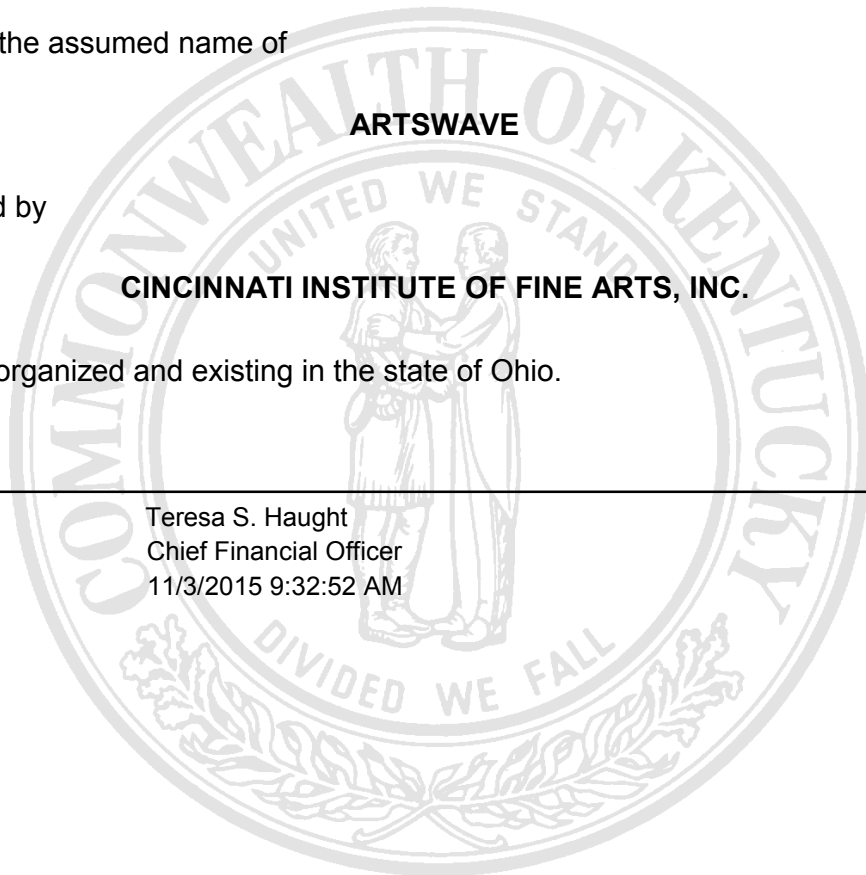 the assumed name of
ARTSWAVE
d by
CINCINNATI INSTITUTE OF FINE ARTS, INC.
organized and existing in the state of Ohio.
Teresa S. Haught
Chief Financial Officer
11/3/2015 9:32:52 AM
COMMONWEALTH OF KENTUCKY
UNITED WE STAND
DIVIDED WE FALL